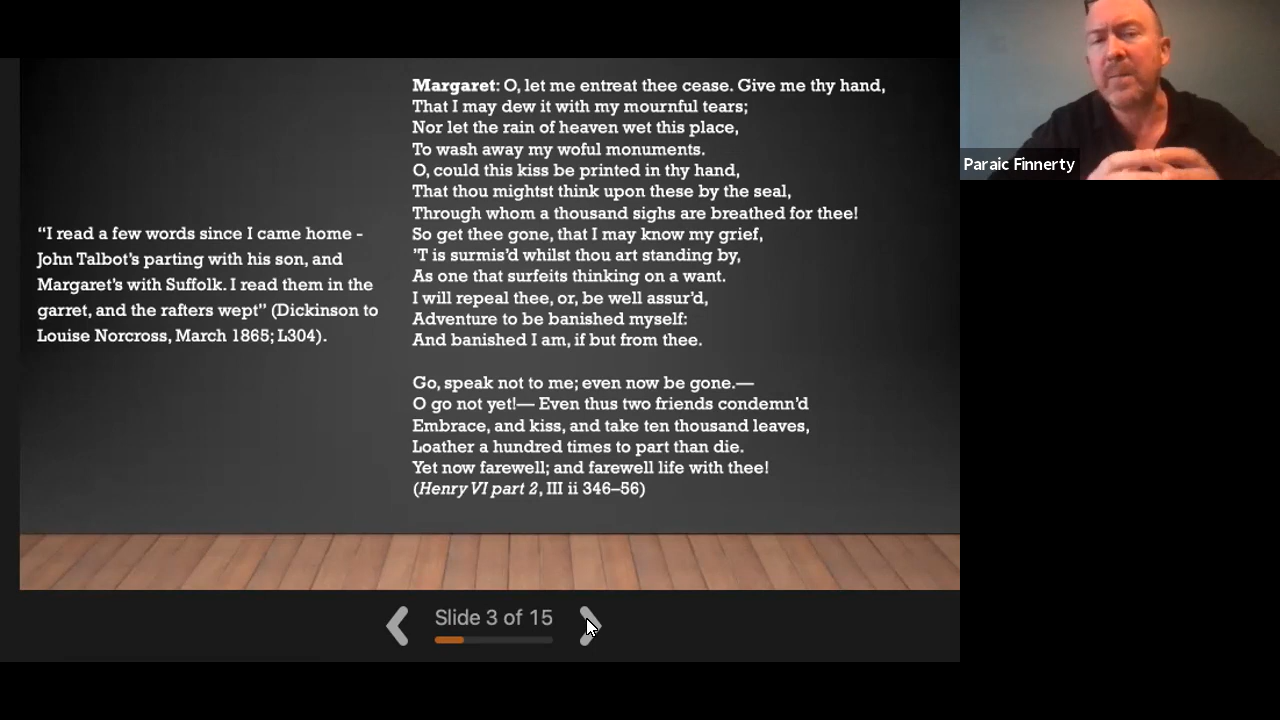 “I read a few words since I came home -
John Talbot’s parting with his son, and
Margaret’s with Suffolk. I read them in the
garret, and the rafters wept” (Dickinson to
Louise Norcross, March 1865; L304).
Margaret: O, let me entreat thee cease. Give me thy hand,
That I may dew it with my mournful tears;
Nor let the rain of heaven wet this place,
To wash away my woful monuments.
O, could this kiss be printed in thy hand,
That thou mightst think upon these by the seal,
Through whom a thousand sighs are breathed for thee!
So get thee gone, that I may know my grief,
’T is surmis’d whilst thou art standing by,
As one that surfeits thinking on a want.
I will repeal thee, or, be well assur’d,
Adventure to be banished myself:
And banished I am, if but from thee.
Go, speak not to me; even now be gone.—
O go not yet!— Even thus two friends condemn’d
Embrace, and kiss, and take ten thousand leaves,
Loather a hundred times to part than die.
Yet now farewell; and farewell life with thee!
(Henry VI part 2, III ii 346–56)
Paraic Finnerty
Slide 3 of 15